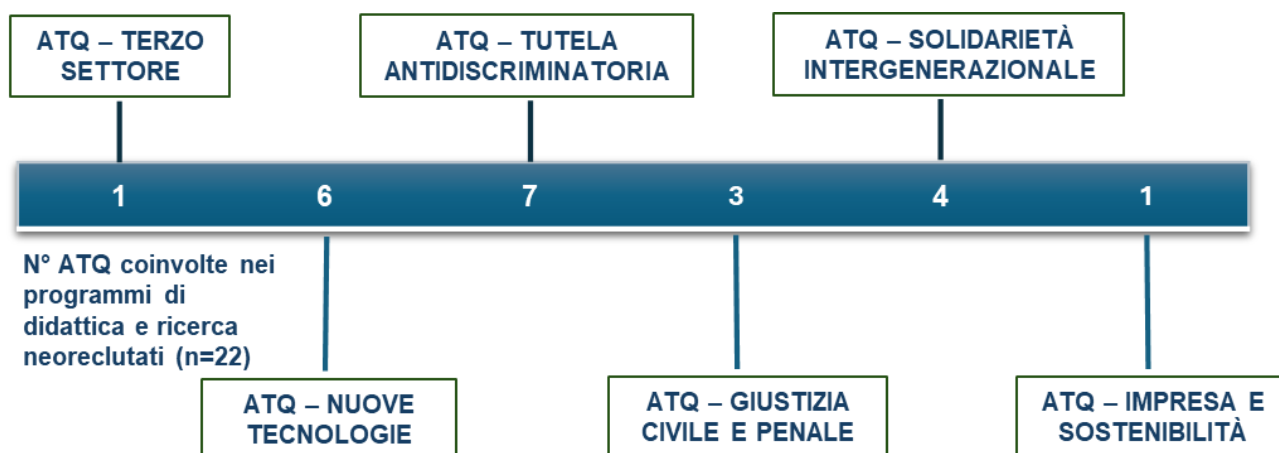 ATQ – TERZO
SETTORE
ATQ – TUTELA
ANTIDISCRIMINATORIA
ATQ – SOLIDARIETÀ
INTERGENERAZIONALE
1 6 7 3 4 1
N° ATQ coinvolte nei
programmi di
didattica e ricerca
neoreclutati (n=22)
ATQ – NUOVE
TECNOLOGIE
ATQ – GIUSTIZIA
CIVILE E PENALE
ATQ – IMPRESA E
SOSTENIBILITÀ